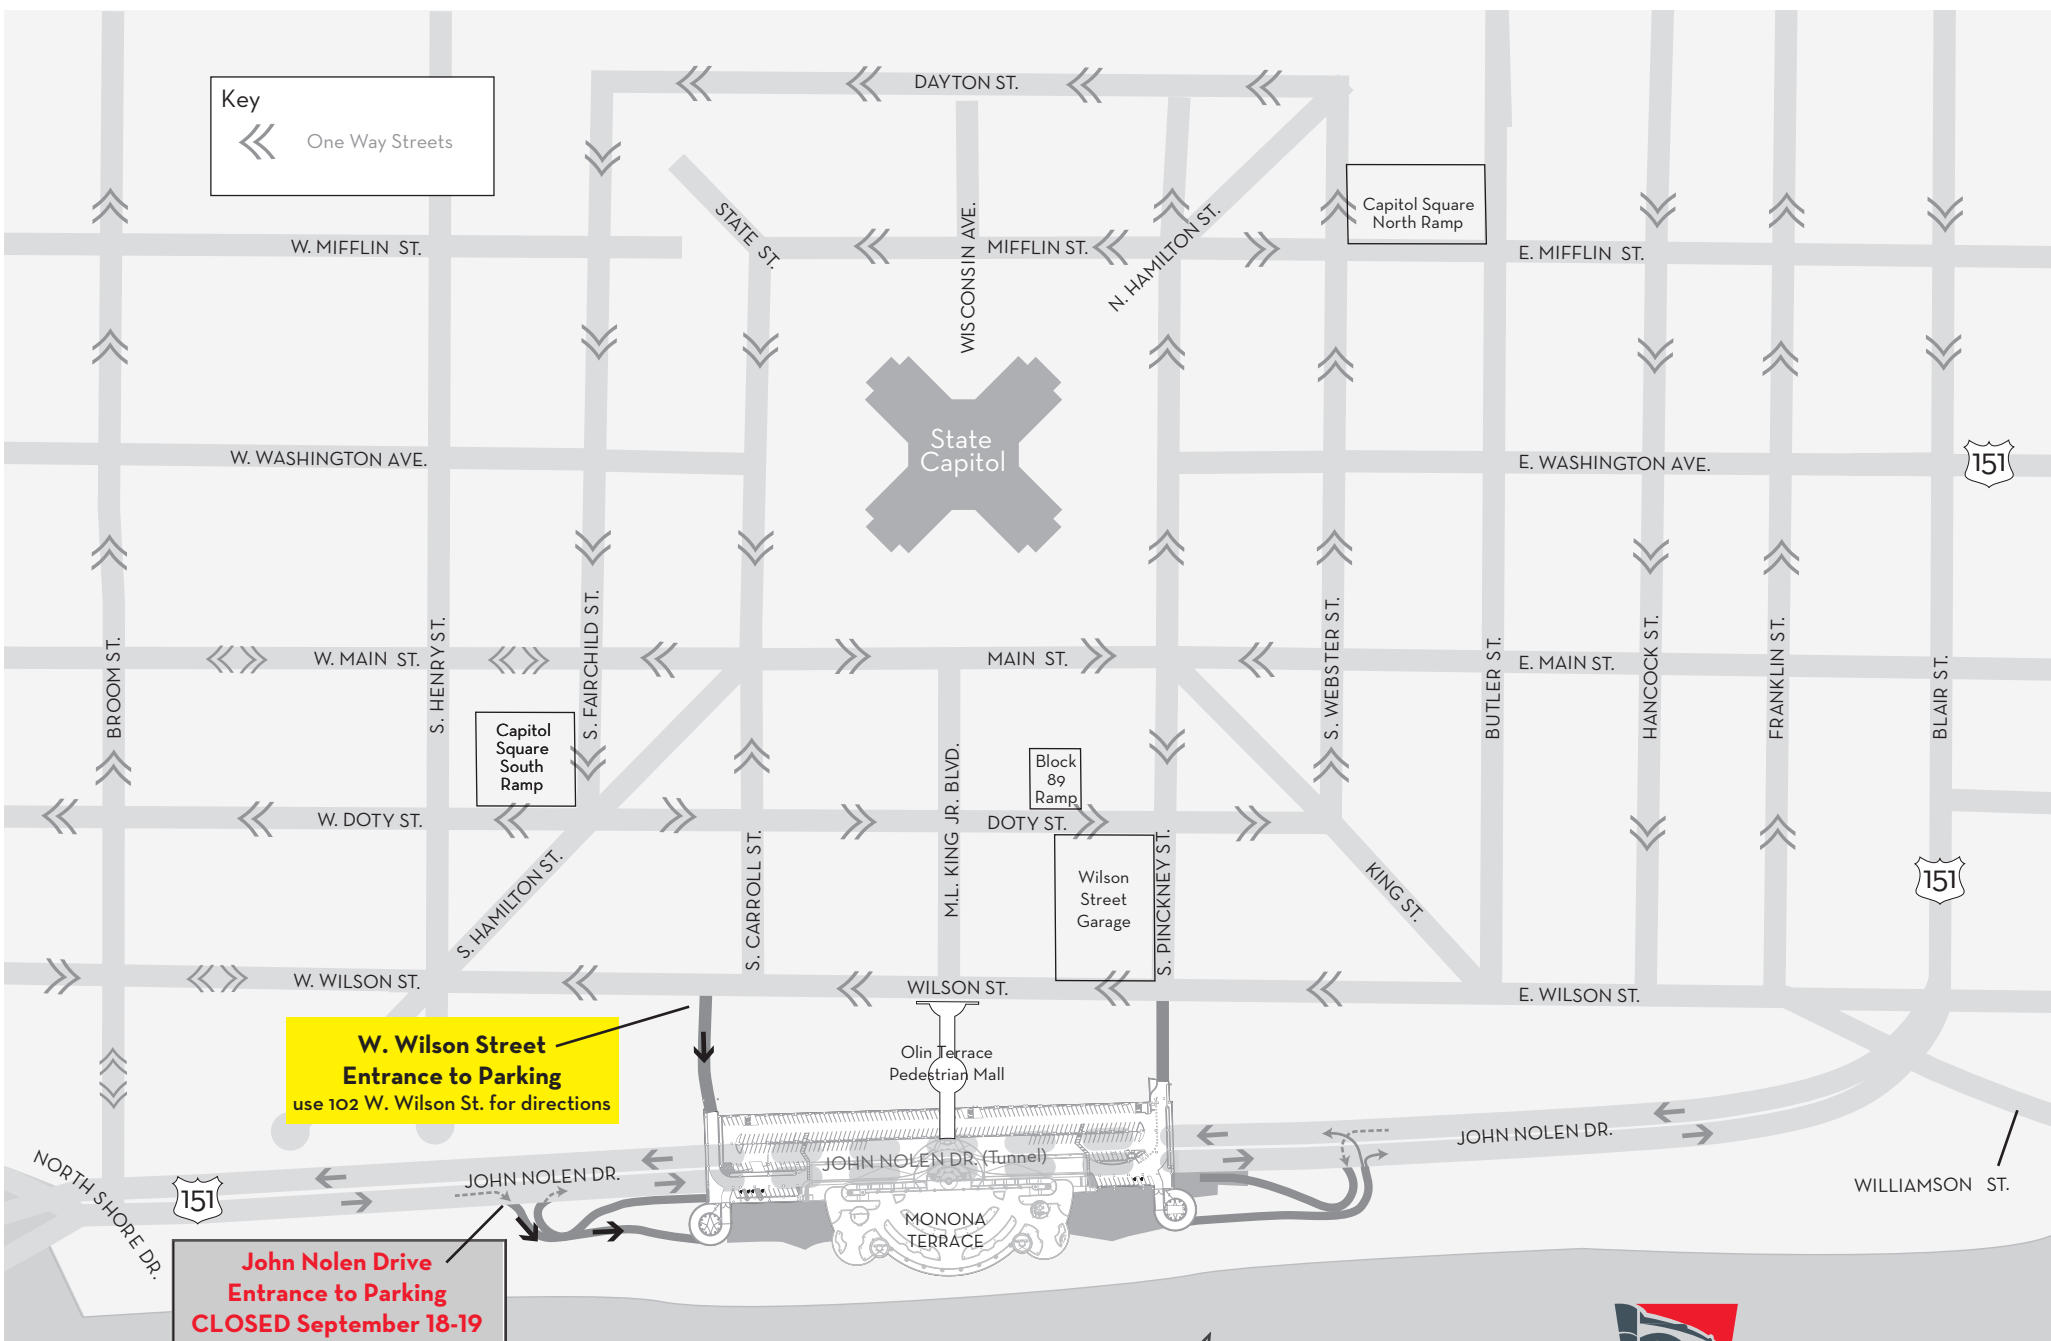 Key
One Way Streets
DAYTON ST.
STATE ST.
WISCONSIN AVE.
N. HAMILTON ST.
Capitol Square
North Ramp
W. MIFFLIN ST.
MIFFLIN ST.
E. MIFFLIN ST.
State
Capitol
W. WASHINGTON AVE.
E. WASHINGTON AVE.
151
BROOM ST.
S. HENRY ST.
S. FAIRCHILD ST.
S. WEBSTER ST.
BUTLER ST.
HANCOCK ST.
FRANKLIN ST.
BLAIR ST.
W. MAIN ST.
MAIN ST.
E. MAIN ST.
Capitol
Square
South
Ramp
Block
89
Ramp
W. DOTY ST.
DOTY ST.
S. HAMILTON ST.
S. CARROLL ST.
M.L. KING JR. BLVD.
Wilson
Street
Garage
S. PINCKNEY ST.
KING ST.
151
W. WILSON ST.
WILSON ST.
E. WILSON ST.
W. Wilson Street
Entrance to Parking
use 102 W. Wilson St. for directions
Olin Terrace
Pedestrian Mall
NORTH SHORE DR.
151
JOHN NOLEN DR.
JOHN NOLEN DR. (Tunnel)
JOHN NOLEN DR.
WILLIAMSON ST.
MONONA
TERRACE
John Nolen Drive
Entrance to Parking
CLOSED September 18-19